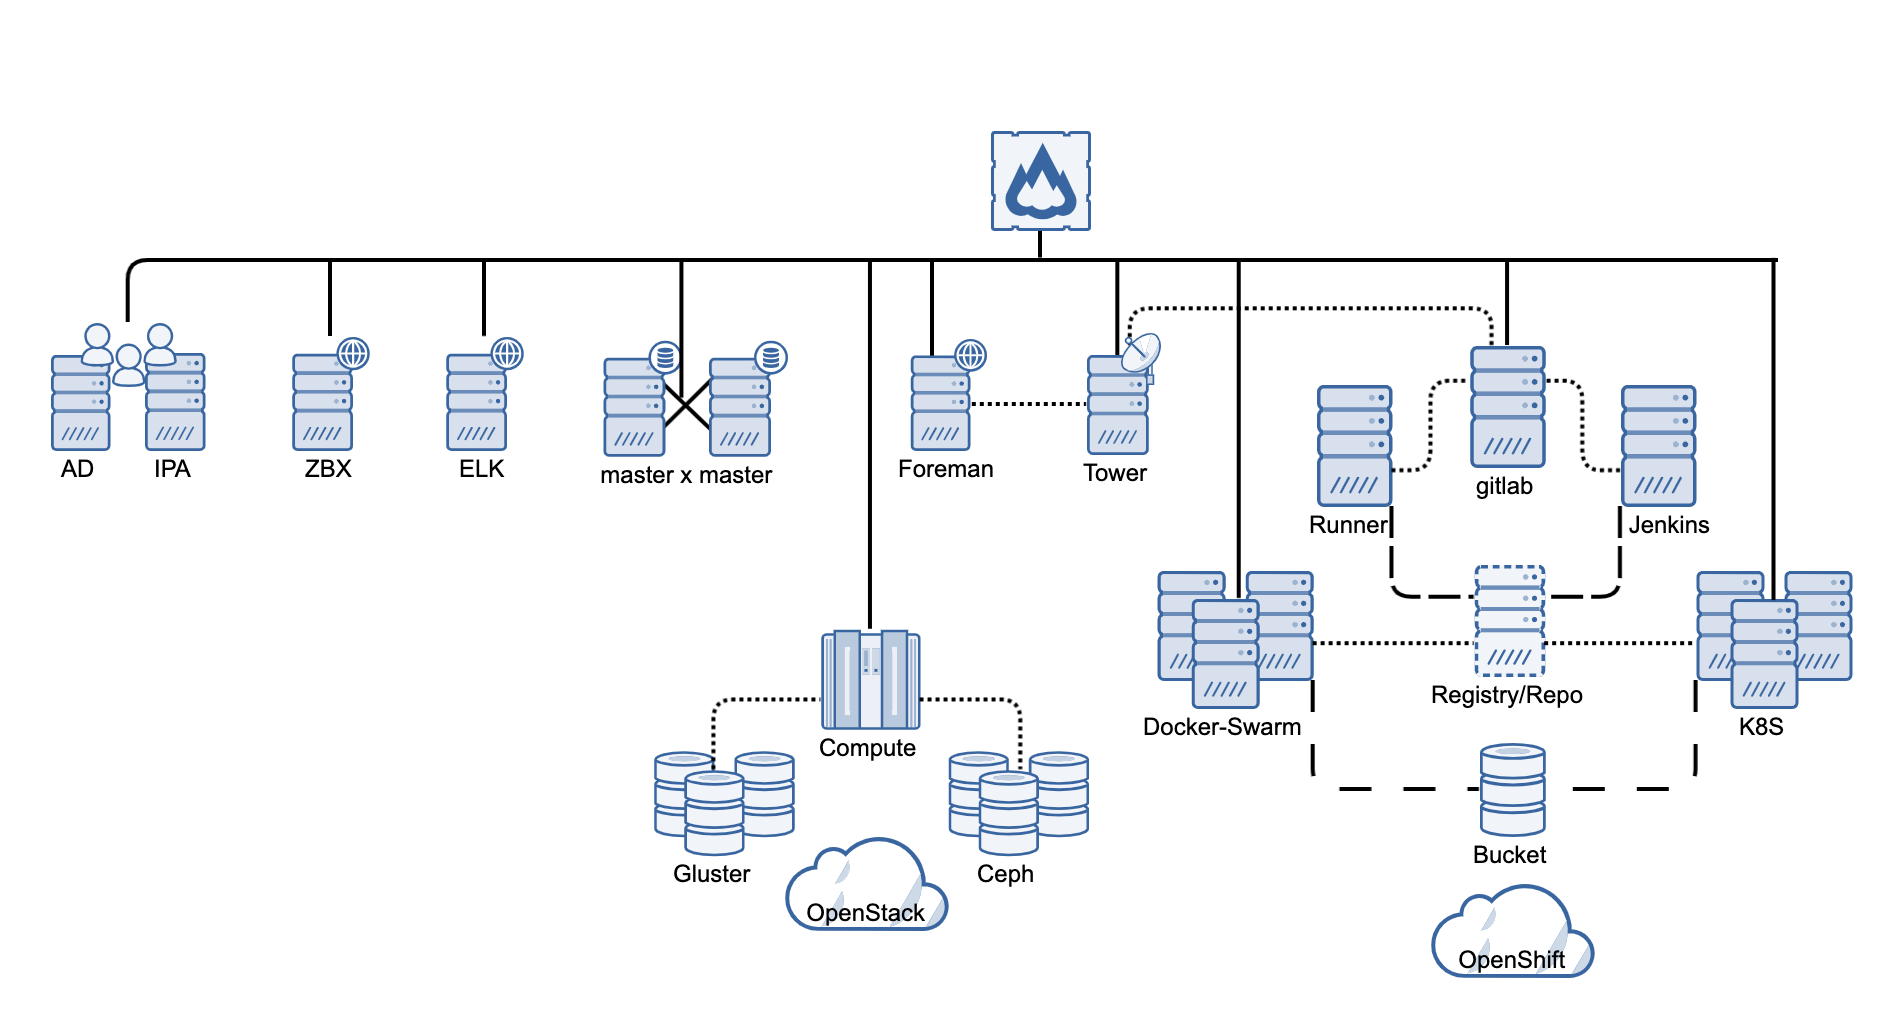 AD
IPA
ZBX
ELK
master x master
Foreman
Tower
gitlab
Runner
Jenkins
Registry/Repo
Docker-Swarm
K8S
Compute
Bucket
Gluster
Ceph
OpenStack
OpenShift